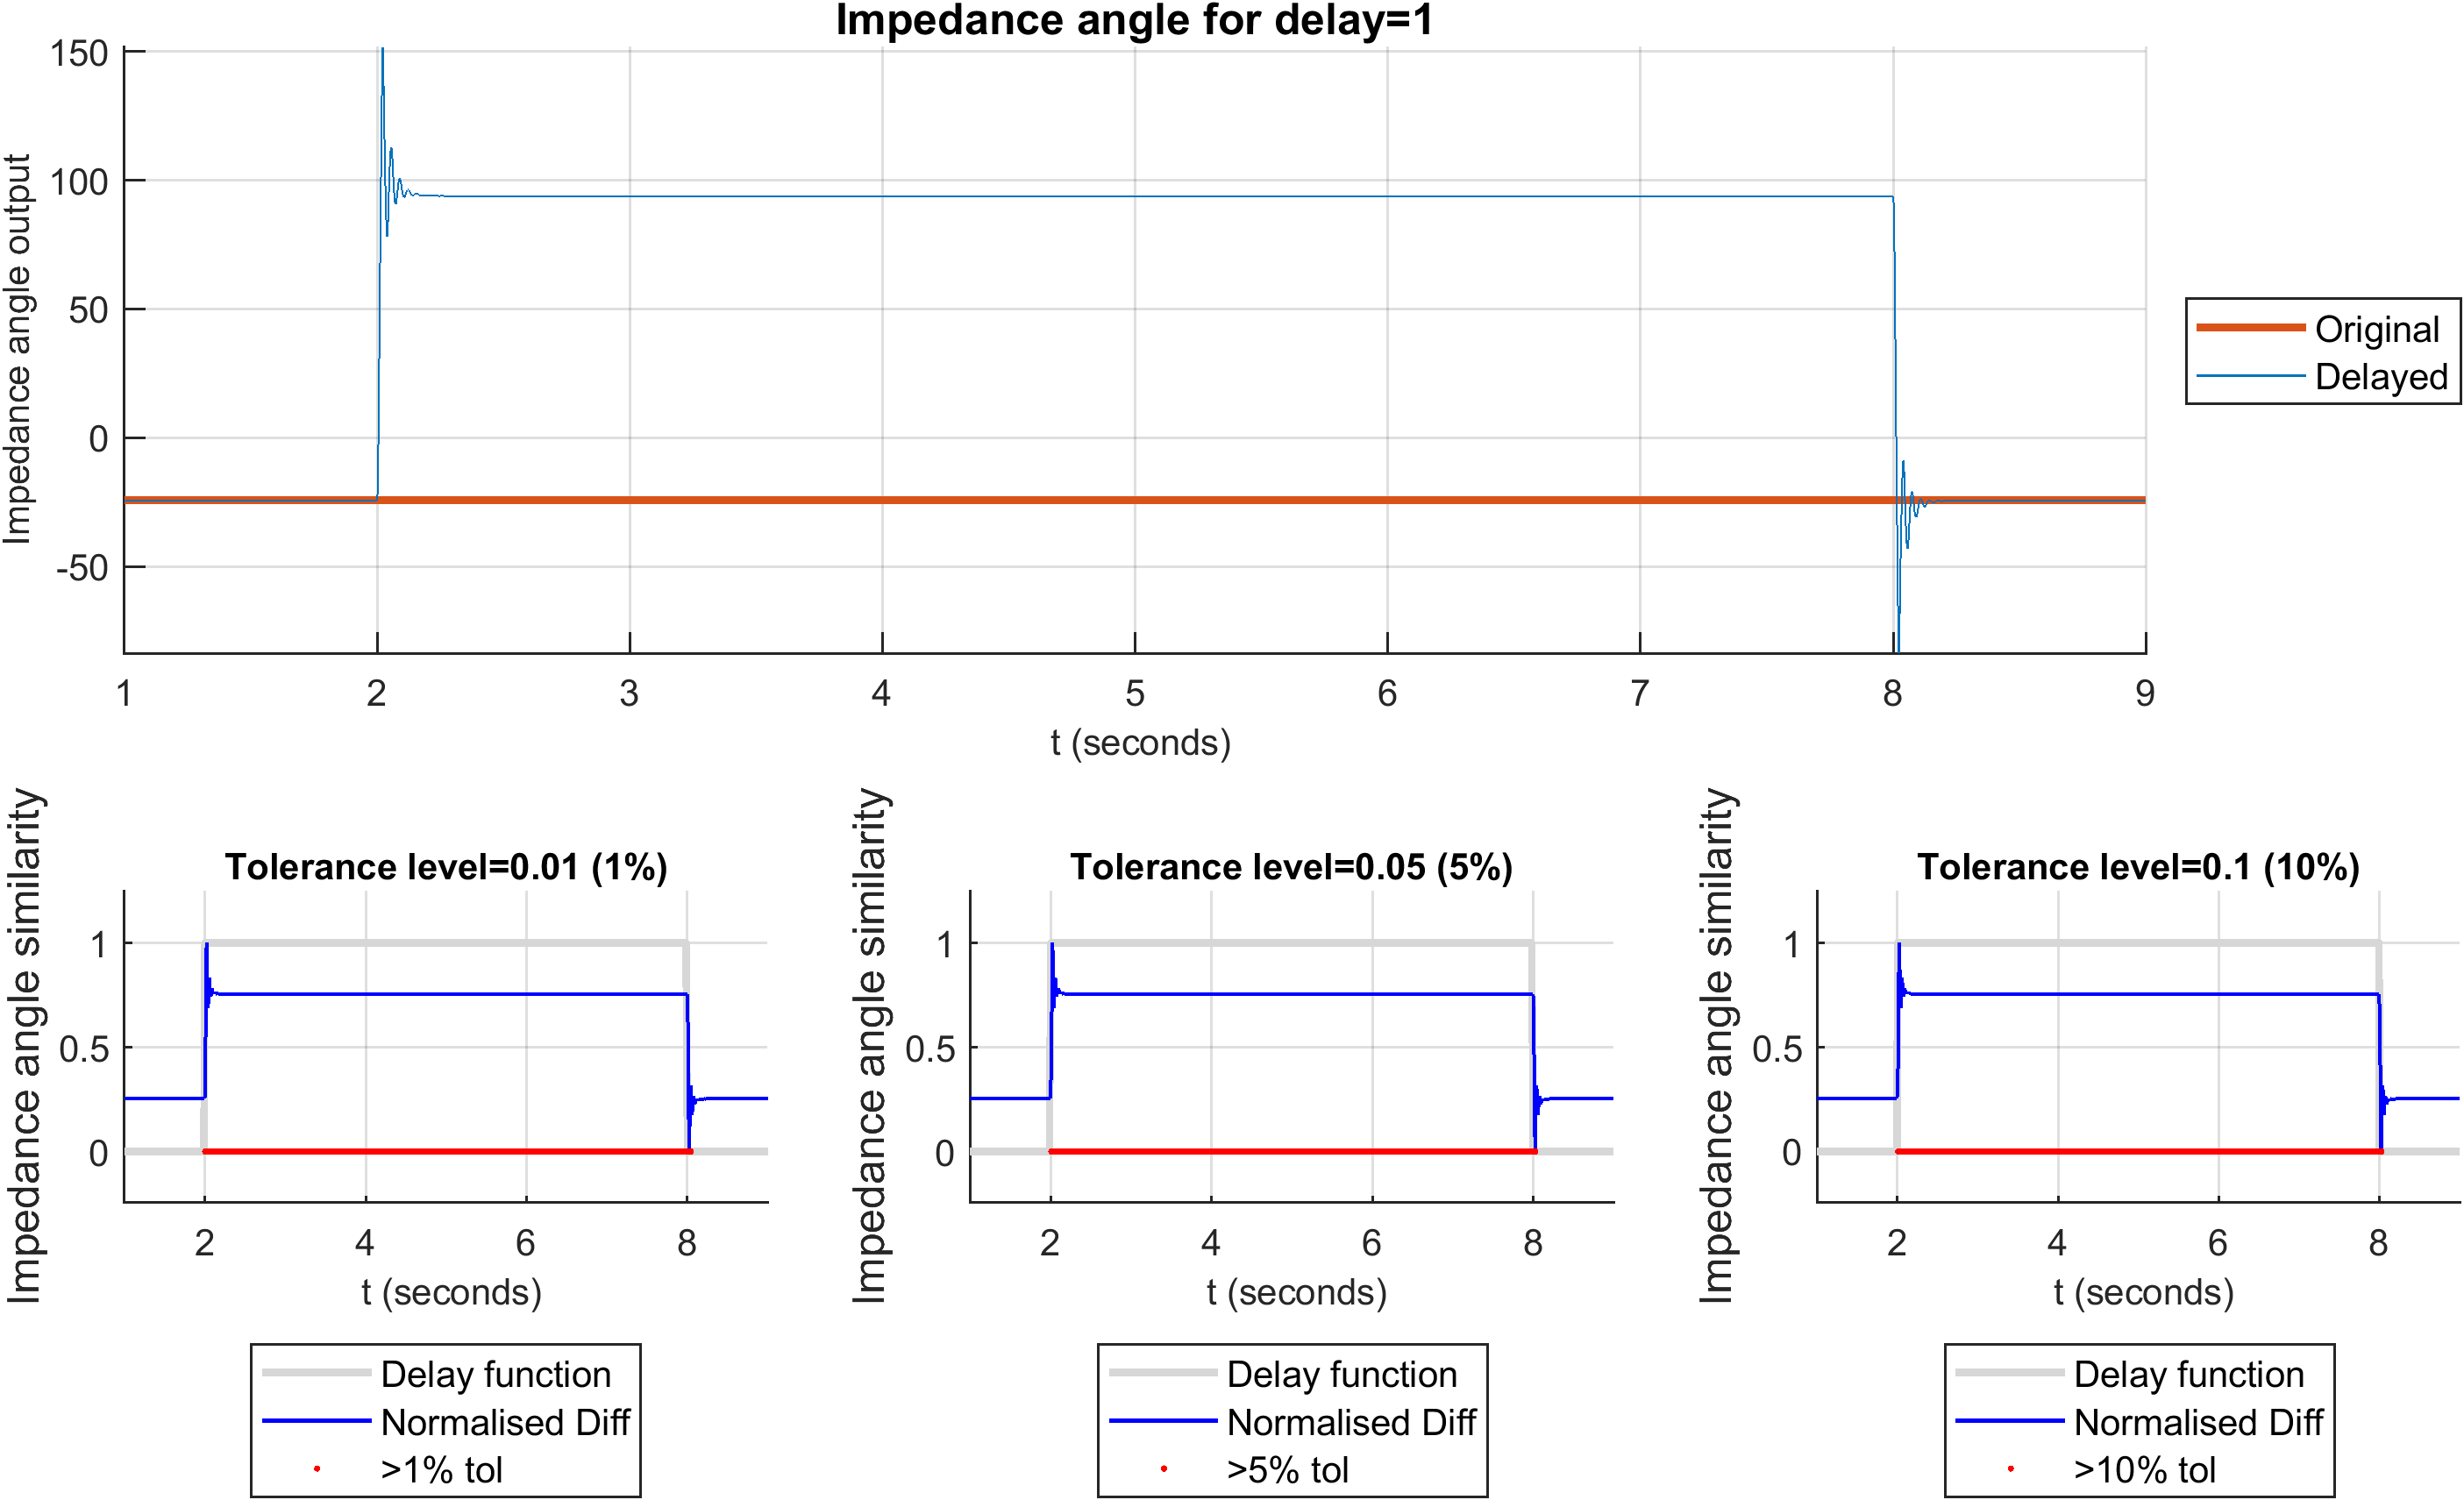 Impedance angle for delay=1
Impedance angle output
150
100
50
0
-50
1 2 3 4 5 6 7 8 9
t (seconds)
Original
Delayed
Tolerance level=0.01 (1%)
Impedance angle similarity
1
0.5
0
2 4 6 8
t (seconds)
Delay function
Normalised Diff
>1% tol
Tolerance level=0.05 (5%)
Impedance angle similarity
1
0.5
0
2 4 6 8
t (seconds)
Delay function
Normalised Diff
>5% tol
Tolerance level=0.1 (10%)
Impedance angle similarity
1
0.5
0
2 4 6 8
t (seconds)
Delay function
Normalised Diff
>10% tol